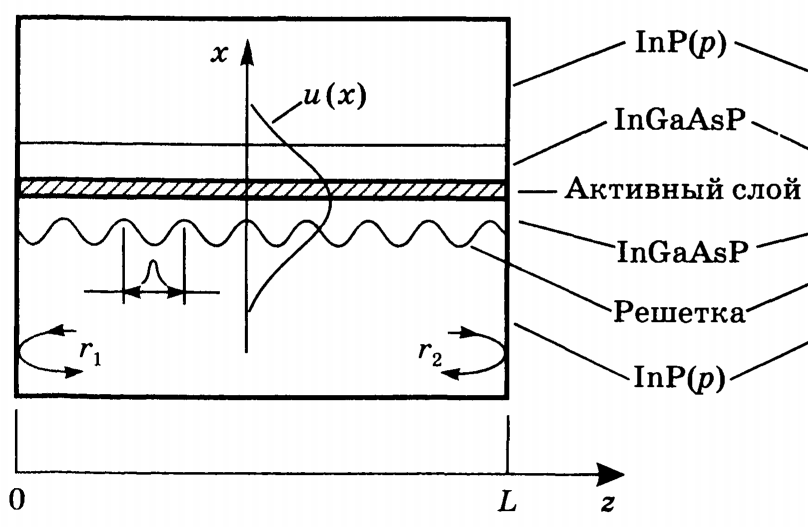 x
u(x)
InP(p)
InGaAsP
Активный слой
InGaAsP
Λ
Решетка
r1
r2
InP(p)
0
L
z